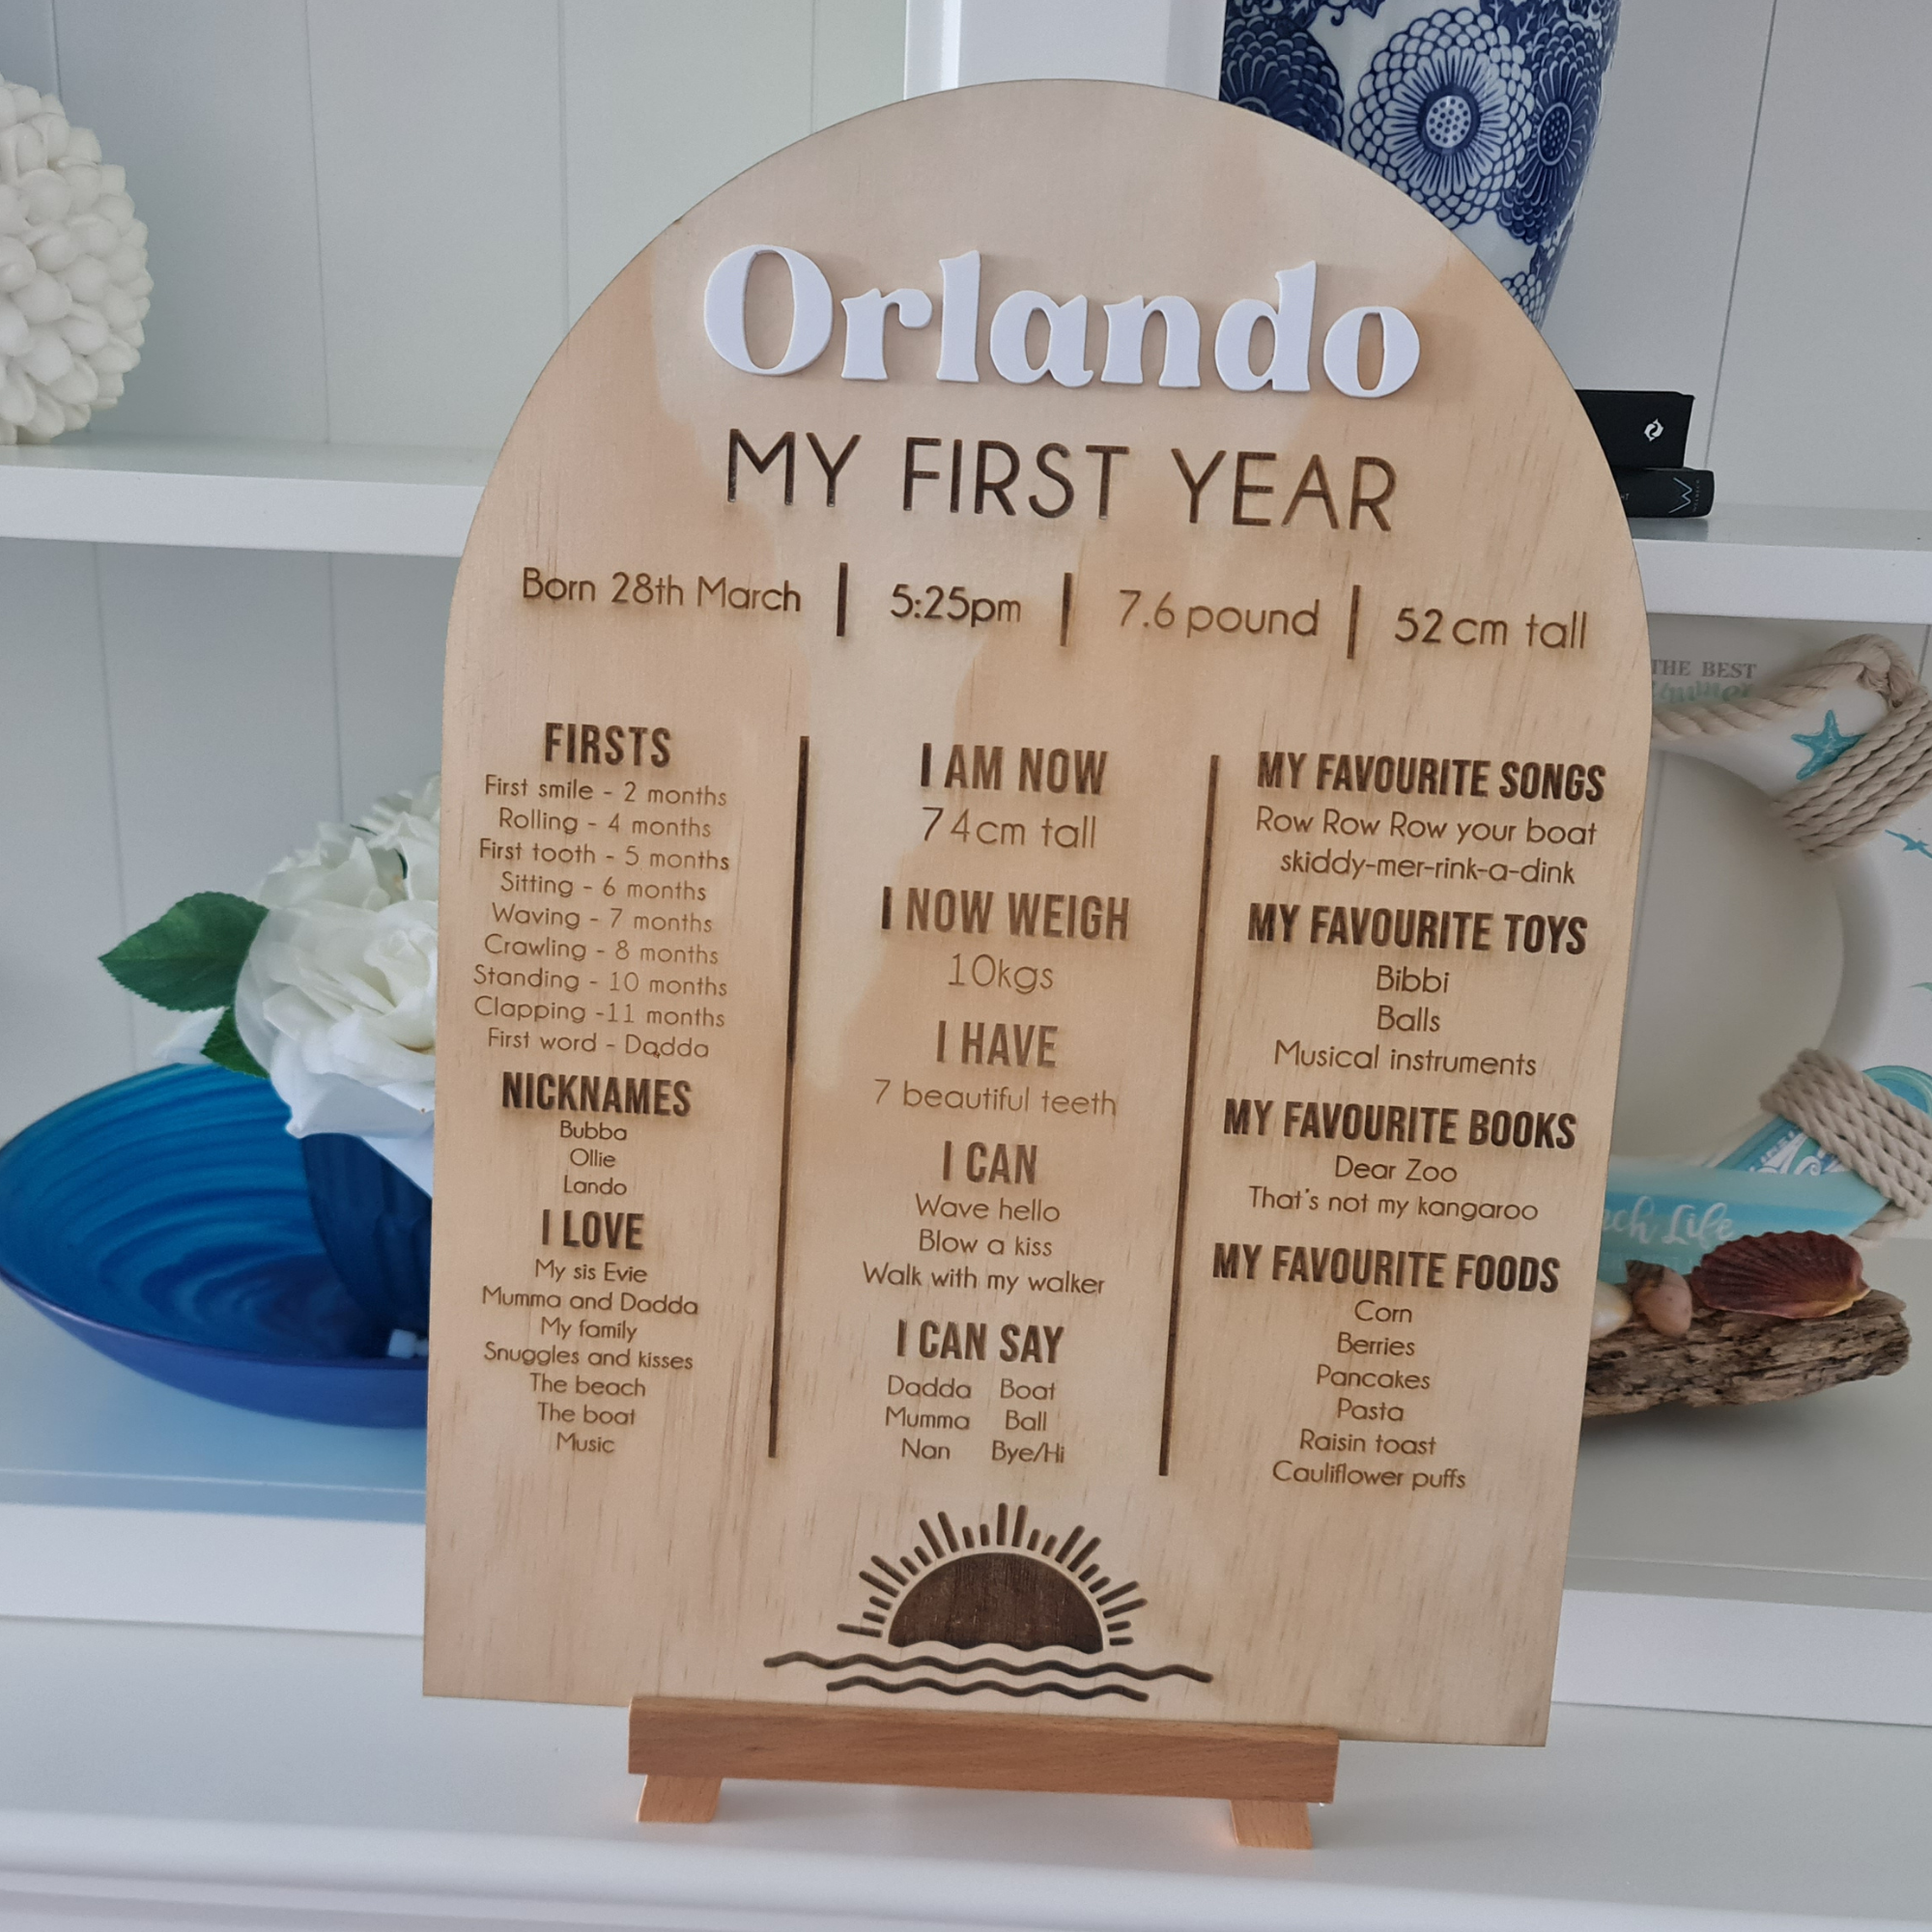 Orlando
MY FIRST YEAR
Born 28th March | 5:25pm | 7.6 pound | 52 cm tall
FIRSTS
First smile - 2 months
Rolling - 4 months
First tooth - 5 months
Sitting - 6 months
Waving - 7 months
Crawling - 8 months
Standing - 10 months
Clapping -11 months
First word - Dadda
NICKNAMES
Bubba
Ollie
Lando
I LOVE
My sis Evie
Mumma and Dadda
My family
Snuggles and kisses
The beach
The boat
Music
I AM NOW
74cm tall
I NOW WEIGH
10kgs
I HAVE
7 beautiful teeth
I CAN
Wave hello
Blow a kiss
Walk with my walker
I CAN SAY
Dadda Boat
Mumma Ball
Nan Bye/Hi
MY FAVOURITE SONGS
Row Row Row your boat
skiddy-mer-rink-a-dink
MY FAVOURITE TOYS
Bibbi
Balls
Musical instruments
MY FAVOURITE BOOKS
Dear Zoo
That's not my kangaroo
MY FAVOURITE FOODS
Corn
Berries
Pancakes
Pasta
Raisin toast
Cauliflower puffs
THE BEST
Life